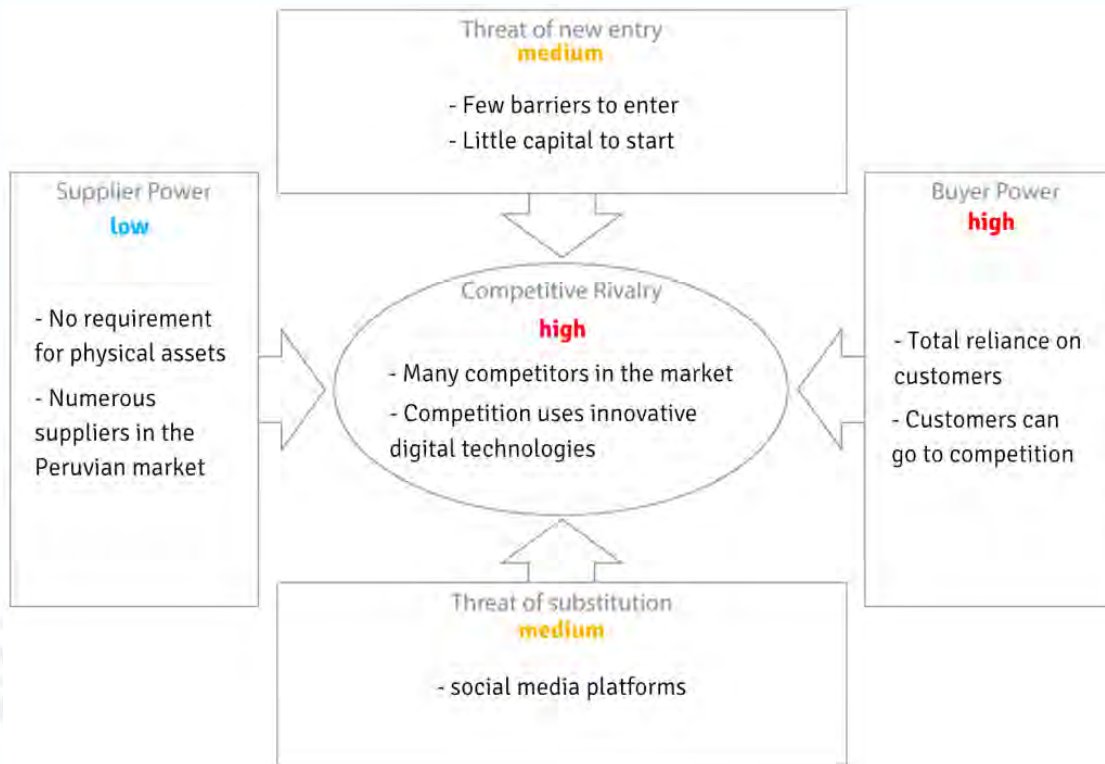 Threat of new entry
medium
- Few barriers to enter
- Little capital to start
Supplier Power
low
- No requirement
for physical assets
- Numerous
suppliers in the
Peruvian market
Competitive Rivalry
high
- Many competitors in the market
- Competition uses innovative
digital technologies
Buyer Power
high
- Total reliance on
customers
- Customers can
go to competition
Threat of substitution
medium
- social media platforms